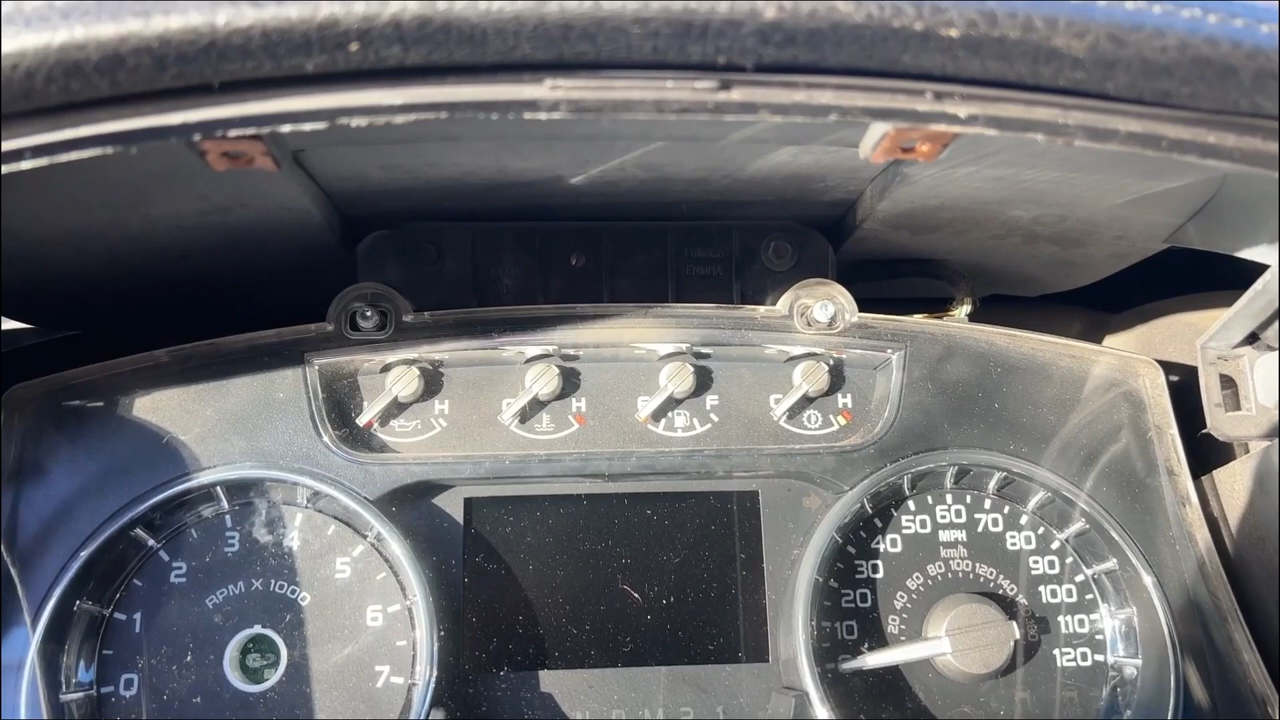 H
C H
E F
C H
0 1 2 3 4 5 6 7
RPM X 1000
10 20 30 40 50 60 70 80 90 100 110 120
MPH
km/h
20 40 60 80 100 120 140